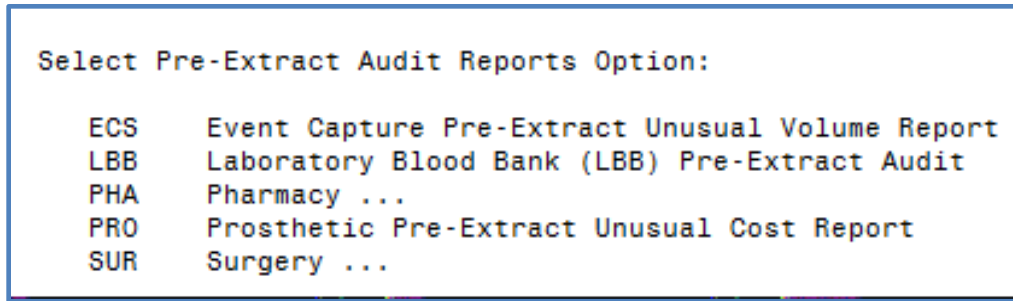 Select Pre-Extract Audit Reports Option:
ECS Event Capture Pre-Extract Unusual Volume Report
LBB Laboratory Blood Bank (LBB) Pre-Extract Audit
PHA Pharmacy ...
PRO Prosthetic Pre-Extract Unusual Cost Report
SUR Surgery ...